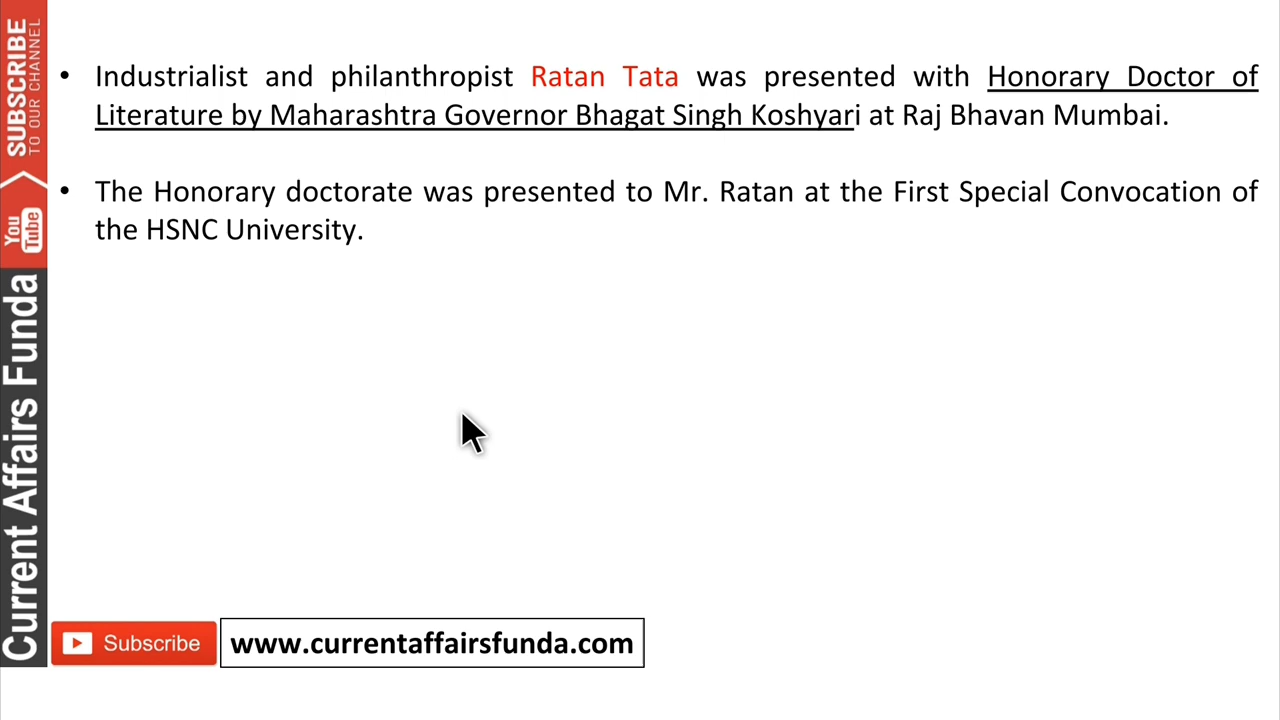 • Industrialist and philanthropist Ratan Tata was presented with Honorary Doctor of
Literature by Maharashtra Governor Bhagat Singh Koshyari at Raj Bhavan Mumbai.
• The Honorary doctorate was presented to Mr. Ratan at the First Special Convocation of
the HSNC University.
SUBSCRIBE
TO OUR CHANNEL
You
Tube
Current Affairs Funda
Subscribe
www.currentaffairsfunda.com